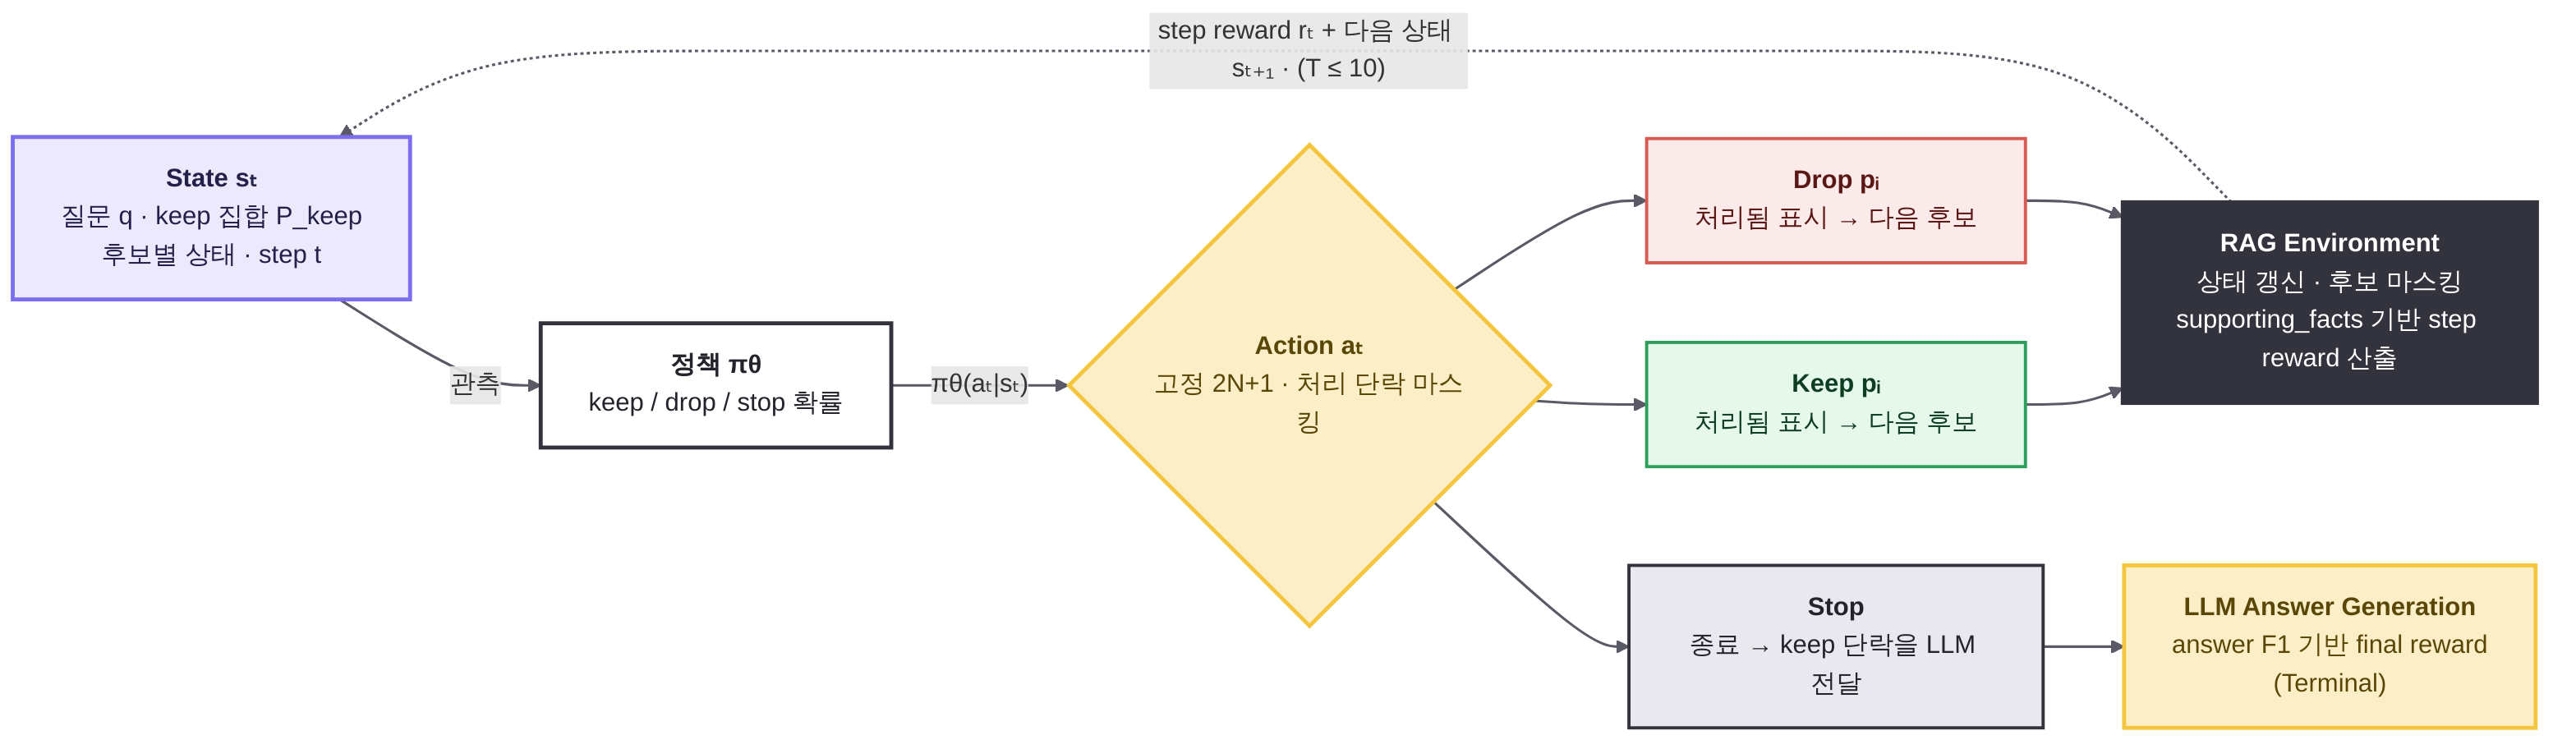 step reward rₜ + 다음 상태
sₜ₊₁ · (T ≤ 10)
State sₜ
질문 q · keep 집합 P_keep
후보별 상태 · step t
관측
정책 πθ
keep / drop / stop 확률
πθ(aₜ|sₜ)
Action aₜ
고정 2N+1 · 처리 단락 마스
킹
Drop pᵢ
처리됨 표시 → 다음 후보
Keep pᵢ
처리됨 표시 → 다음 후보
RAG Environment
상태 갱신 · 후보 마스킹
supporting_facts 기반 step
reward 산출
Stop
종료 → keep 단락을 LLM
전달
LLM Answer Generation
answer F1 기반 final reward
(Terminal)